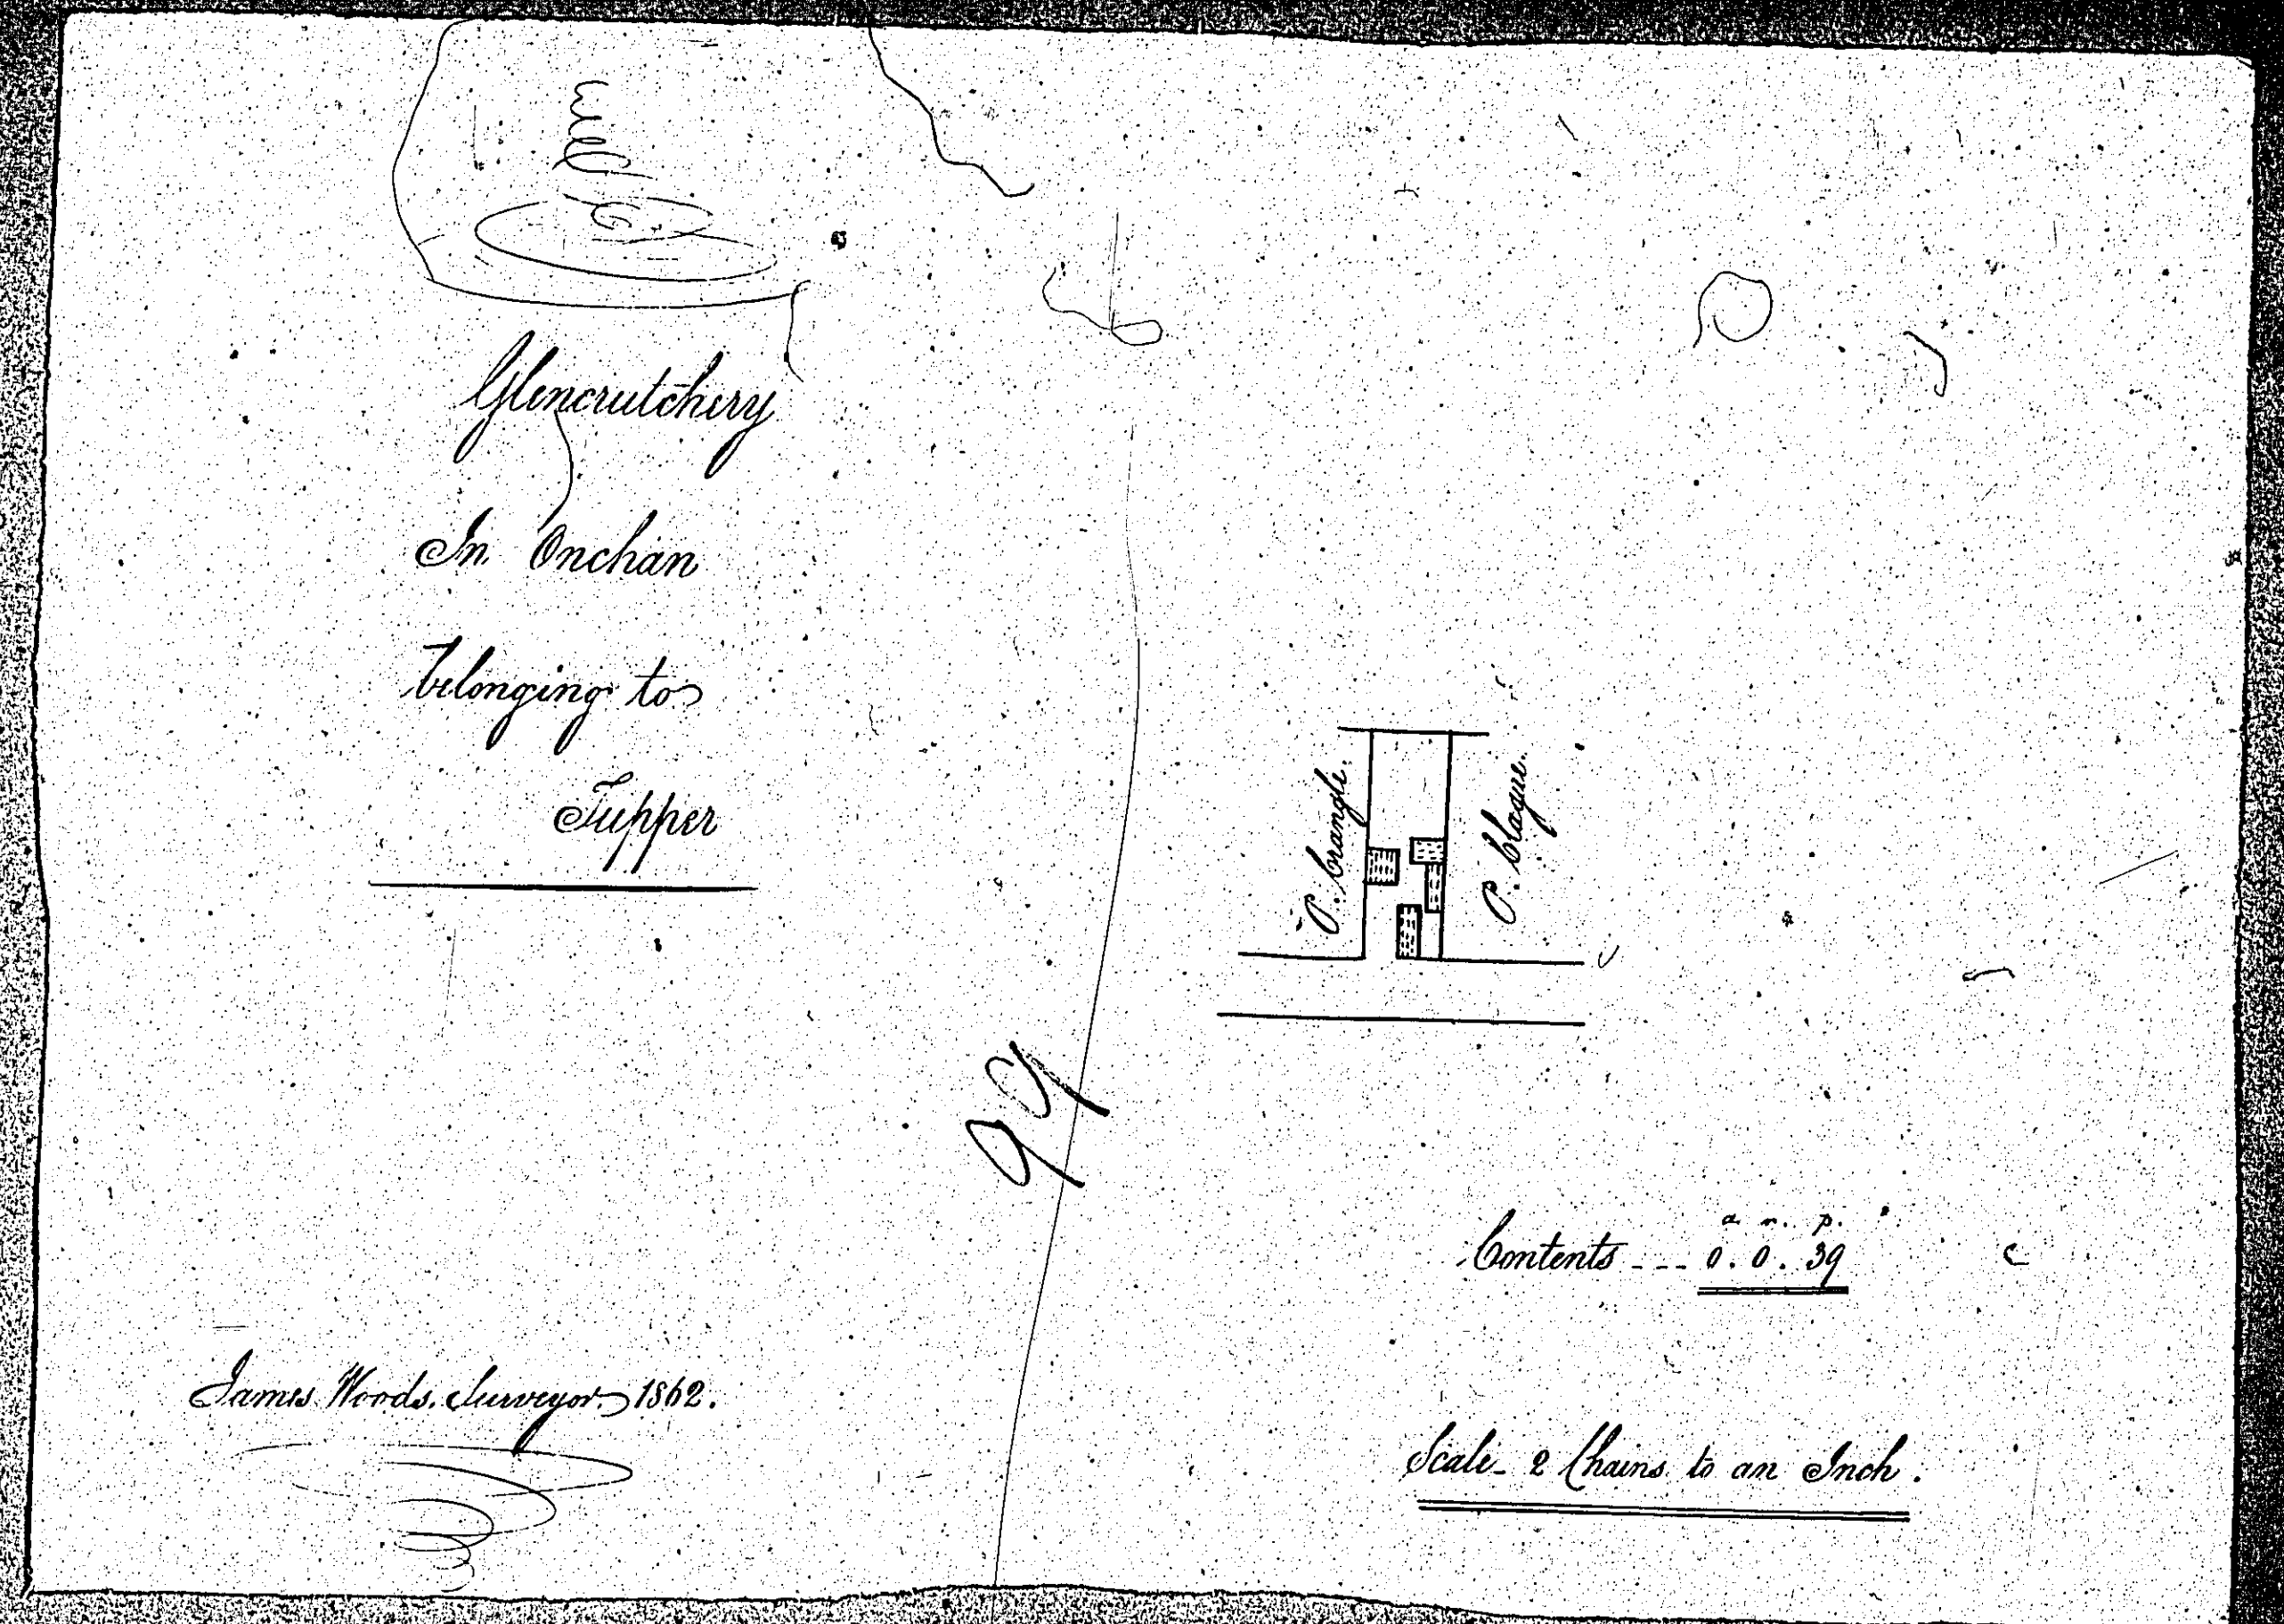 Glencrutchery
In Onchan
belonging to
Tupper
P. Crangle.
P. Clague.
99
a. r. p.
Contents --- 0. 0. 39
James Woods. Surveyor. 1862.
Scale - 2 Chains to an Inch.